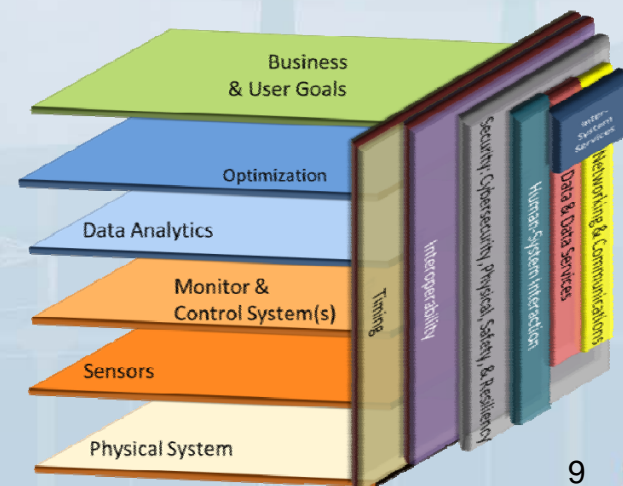 Business
& User Goals
Optimization
Data Analytics
Monitor &
Control System(s)
Sensors
Physical System
Timing
Interoperability
Security: Cybersecurity, Physical, Safety, & Resiliency
Human-System Interaction
Data & Data Services
Inter-
System
Services
Networking & Communications
9